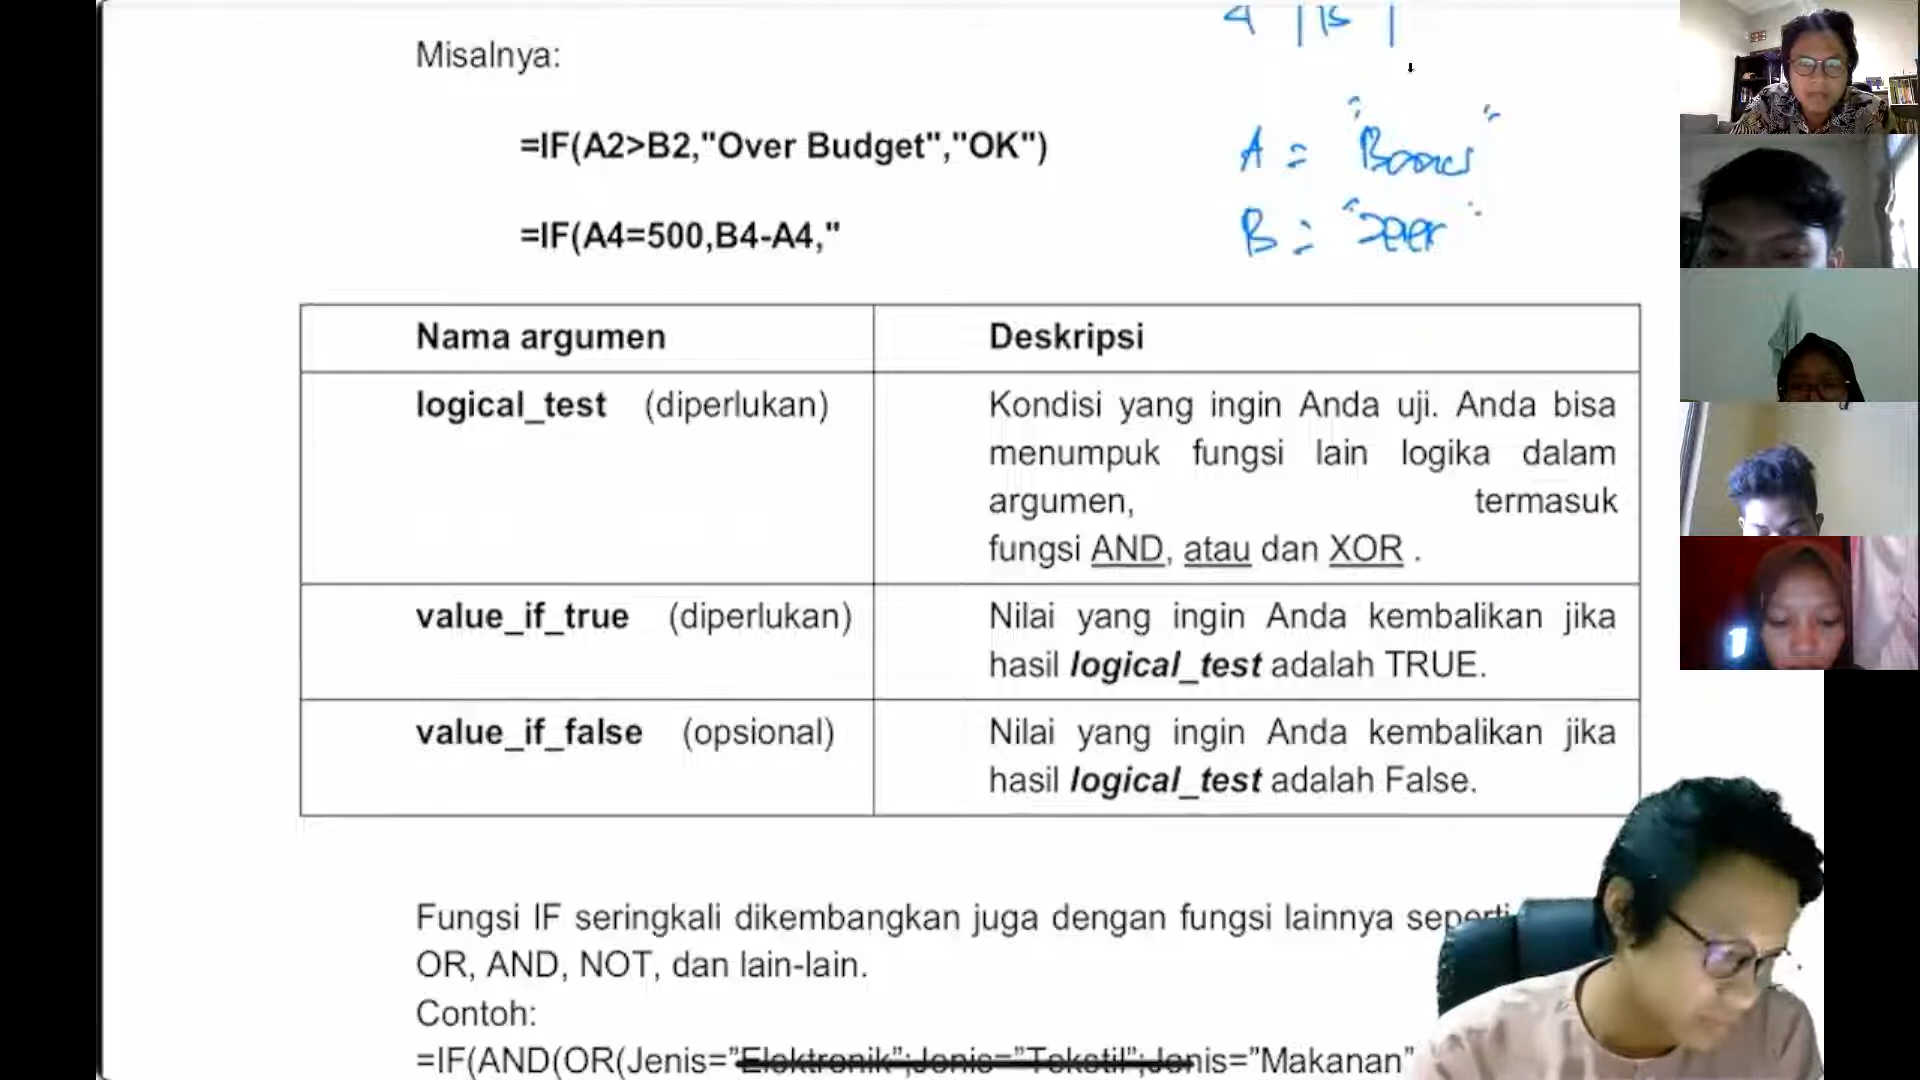 Misalnya:
=IF(A2>B2,"Over Budget","OK")
A =
=IF(A4=500,B4-A4,"
B =
Nama argumen Deskripsi
logical_test (diperlukan) Kondisi yang ingin Anda uji. Anda bisa
menumpuk fungsi lain logika dalam
argumen, termasuk
fungsi AND, atau dan XOR .
value_if_true (diperlukan) Nilai yang ingin Anda kembalikan jika
hasil logical_test adalah TRUE.
value_if_false (opsional) Nilai yang ingin Anda kembalikan jika
hasil logical_test adalah False.
Fungsi IF seringkali dikembangkan juga dengan fungsi lainnya seperti
OR, AND, NOT, dan lain-lain.
Contoh:
=IF(AND(OR(Jenis=”Elektronik”;Jenis=”Tekstil”;Jenis=”Makanan”